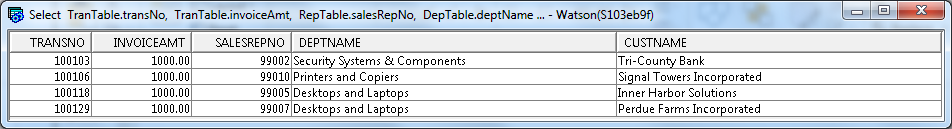 Select TranTable.transNo, TranTable.invoiceAmt, RepTable.salesRepNo, DepTable.deptName ... - Watson(S103eb9f)
TRANSNO INVOICEAMT SALESREPNO DEPTNAME CUSTNAME
100103 1000.00 99002 Security Systems & Components Tri-County Bank
100106 1000.00 99010 Printers and Copiers Signal Towers Incorporated
100118 1000.00 99005 Desktops and Laptops Inner Harbor Solutions
100129 1000.00 99007 Desktops and Laptops Perdue Farms Incorporated